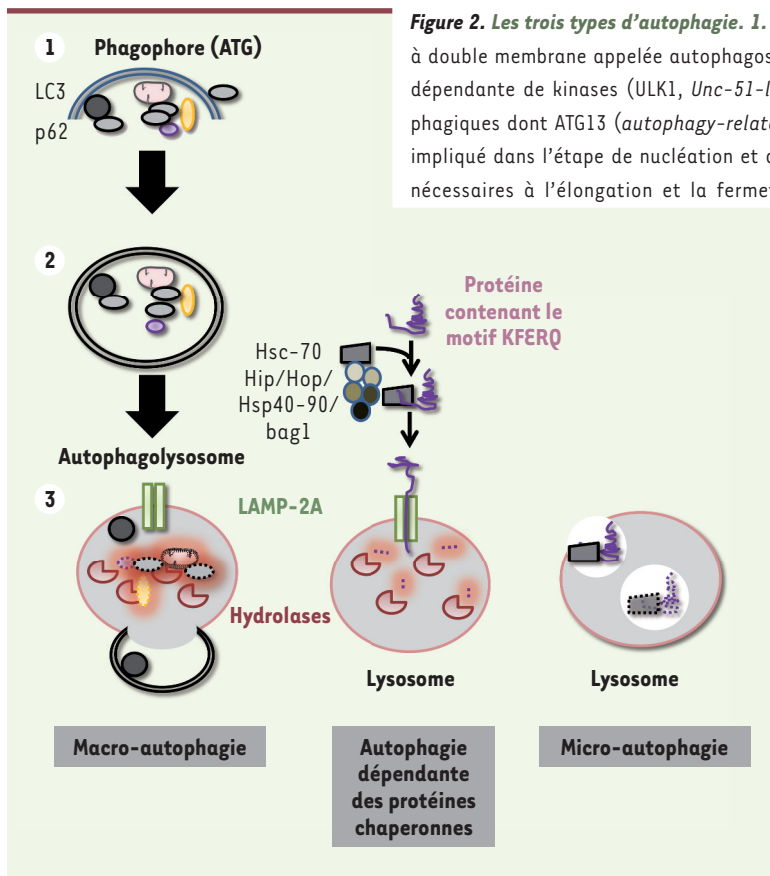 Figure 2. Les trois types d'autophagie. 1.
à double membrane appelée autophagos
dépendante de kinases (ULK1, Unc-51-l
phagiques dont ATG13 (autophagy-relat
impliqué dans l'étape de nucléation et
nécessaires à l'élongation et la ferme
1 Phagophore (ATG)
LC3
p62
2
Protéine
contenant le
motif KFERQ
Hsc-70
Hip/Hop/
Hsp40-90/
bag1
Autophagolysosome
3
LAMP-2A
Hydrolases
Lysosome
Lysosome
Macro-autophagie
Autophagie
dépendante
des protéines
chaperonnes
Micro-autophagie